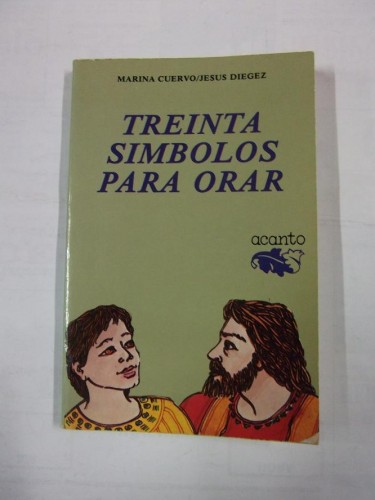 MARINA CUERVO/JESUS DIEGEZ
TREINTA
SIMBOLOS
PARA ORAR
acanto